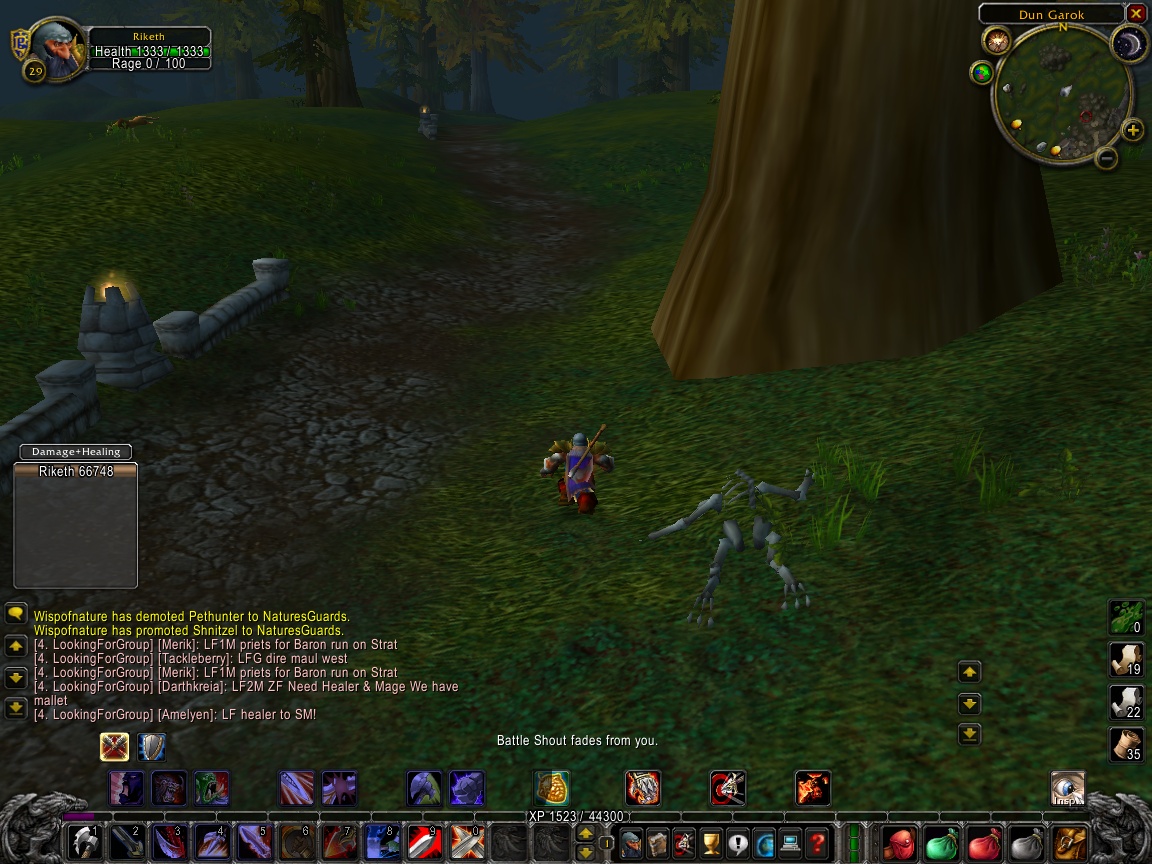 Riketh
Health 1333 / 1333
Rage 0 / 100
29
Dun Garok
N
Damage+Healing
Riketh 66748
Wispofnature has demoted Pethunter to NaturesGuards.
Wispofnature has promoted Shnitzel to NaturesGuards.
[4. LookingForGroup] [Merik]: LF1M priets for Baron run on Strat
[4. LookingForGroup] [Tackleberry]: LFG dire maul west
[4. LookingForGroup] [Merik]: LF1M priets for Baron run on Strat
[4. LookingForGroup] [Darthkreia]: LF2M ZF Need Healer & Mage We have
mallet
[4. LookingForGroup] [Amelyen]: LF healer to SM!
Battle Shout fades from you.
0
19
22
35
Insp
XP 1523 / 44300
1 2 3 4 5 6 7 8 9 0
1